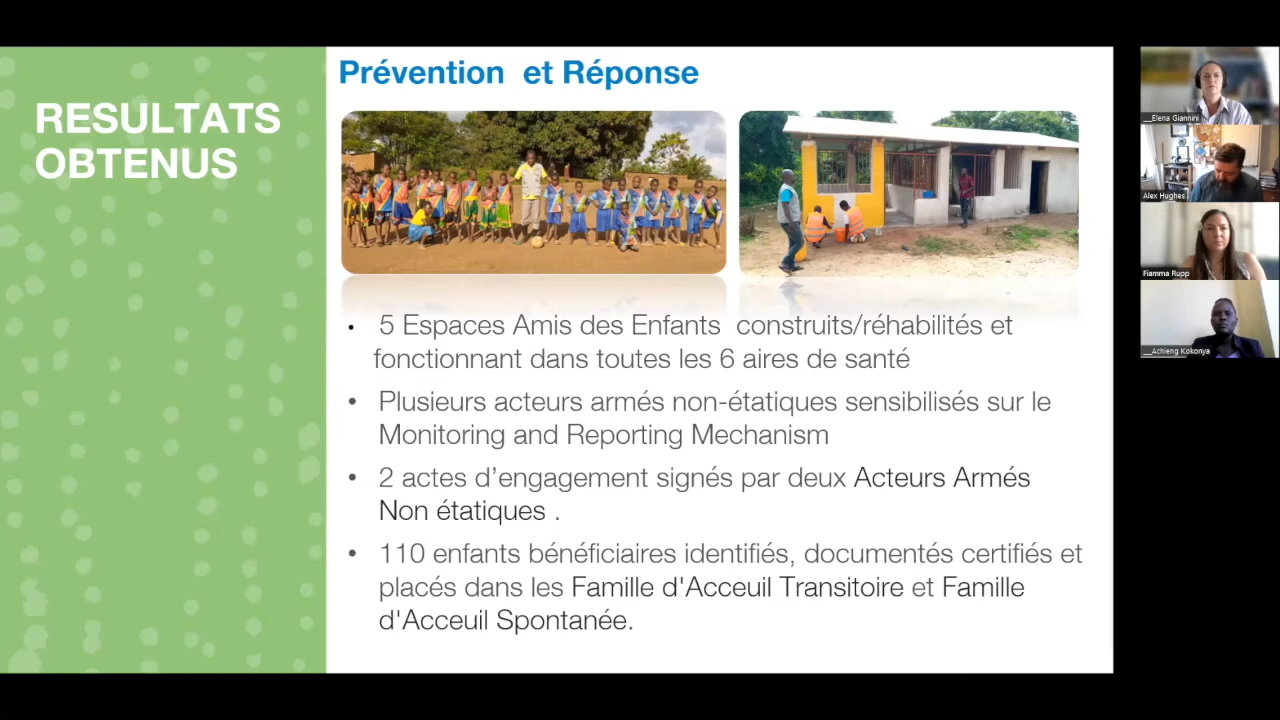 RESULTATS
OBTENUS
Prévention et Réponse
• 5 Espaces Amis des Enfants construits/réhabilités et
fonctionnant dans toutes les 6 aires de santé
• Plusieurs acteurs armés non-étatiques sensibilisés sur le
Monitoring and Reporting Mechanism
• 2 actes d’engagement signés par deux Acteurs Armés
Non étatiques .
• 110 enfants bénéficiaires identifiés, documentés certifiés et
placés dans les Famille d'Acceuil Transitoire et Famille
d'Acceuil Spontanée.
__Elena Giannini
Alex Hughes
Fiamma Rupp
__Achieng Kokonya